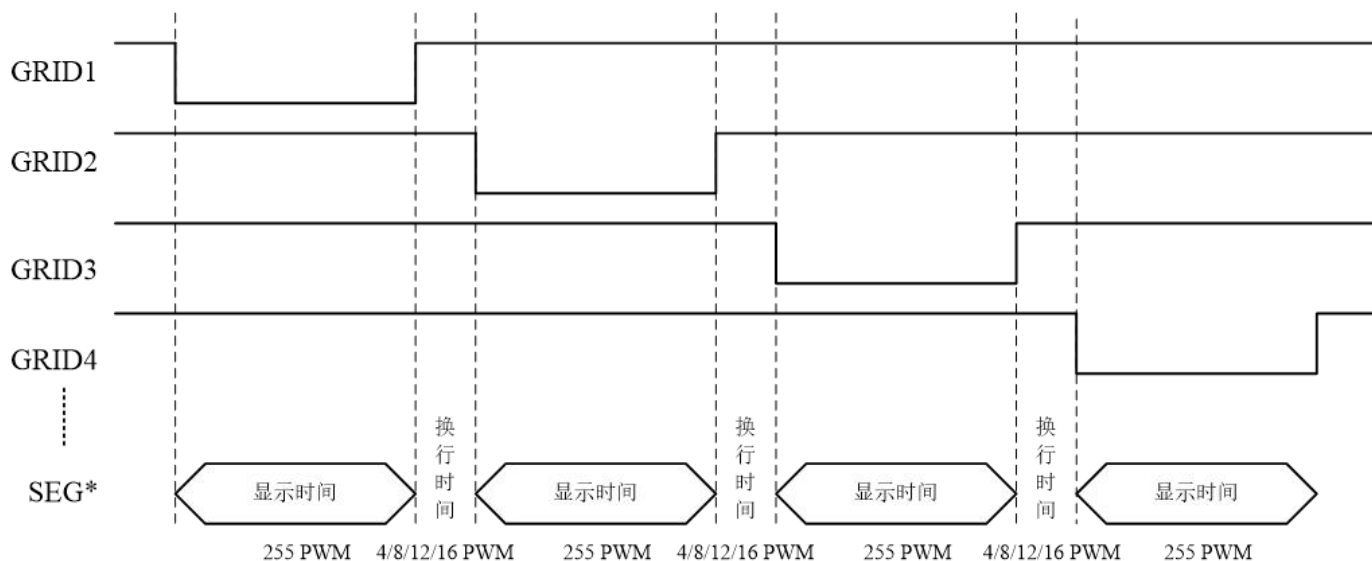 GRID1
GRID2
GRID3
GRID4
换行时间
换行时间
换行时间
SEG*
显示时间
显示时间
显示时间
显示时间
255 PWM
4/8/12/16 PWM
255 PWM
4/8/12/16 PWM
255 PWM
4/8/12/16 PWM
255 PWM